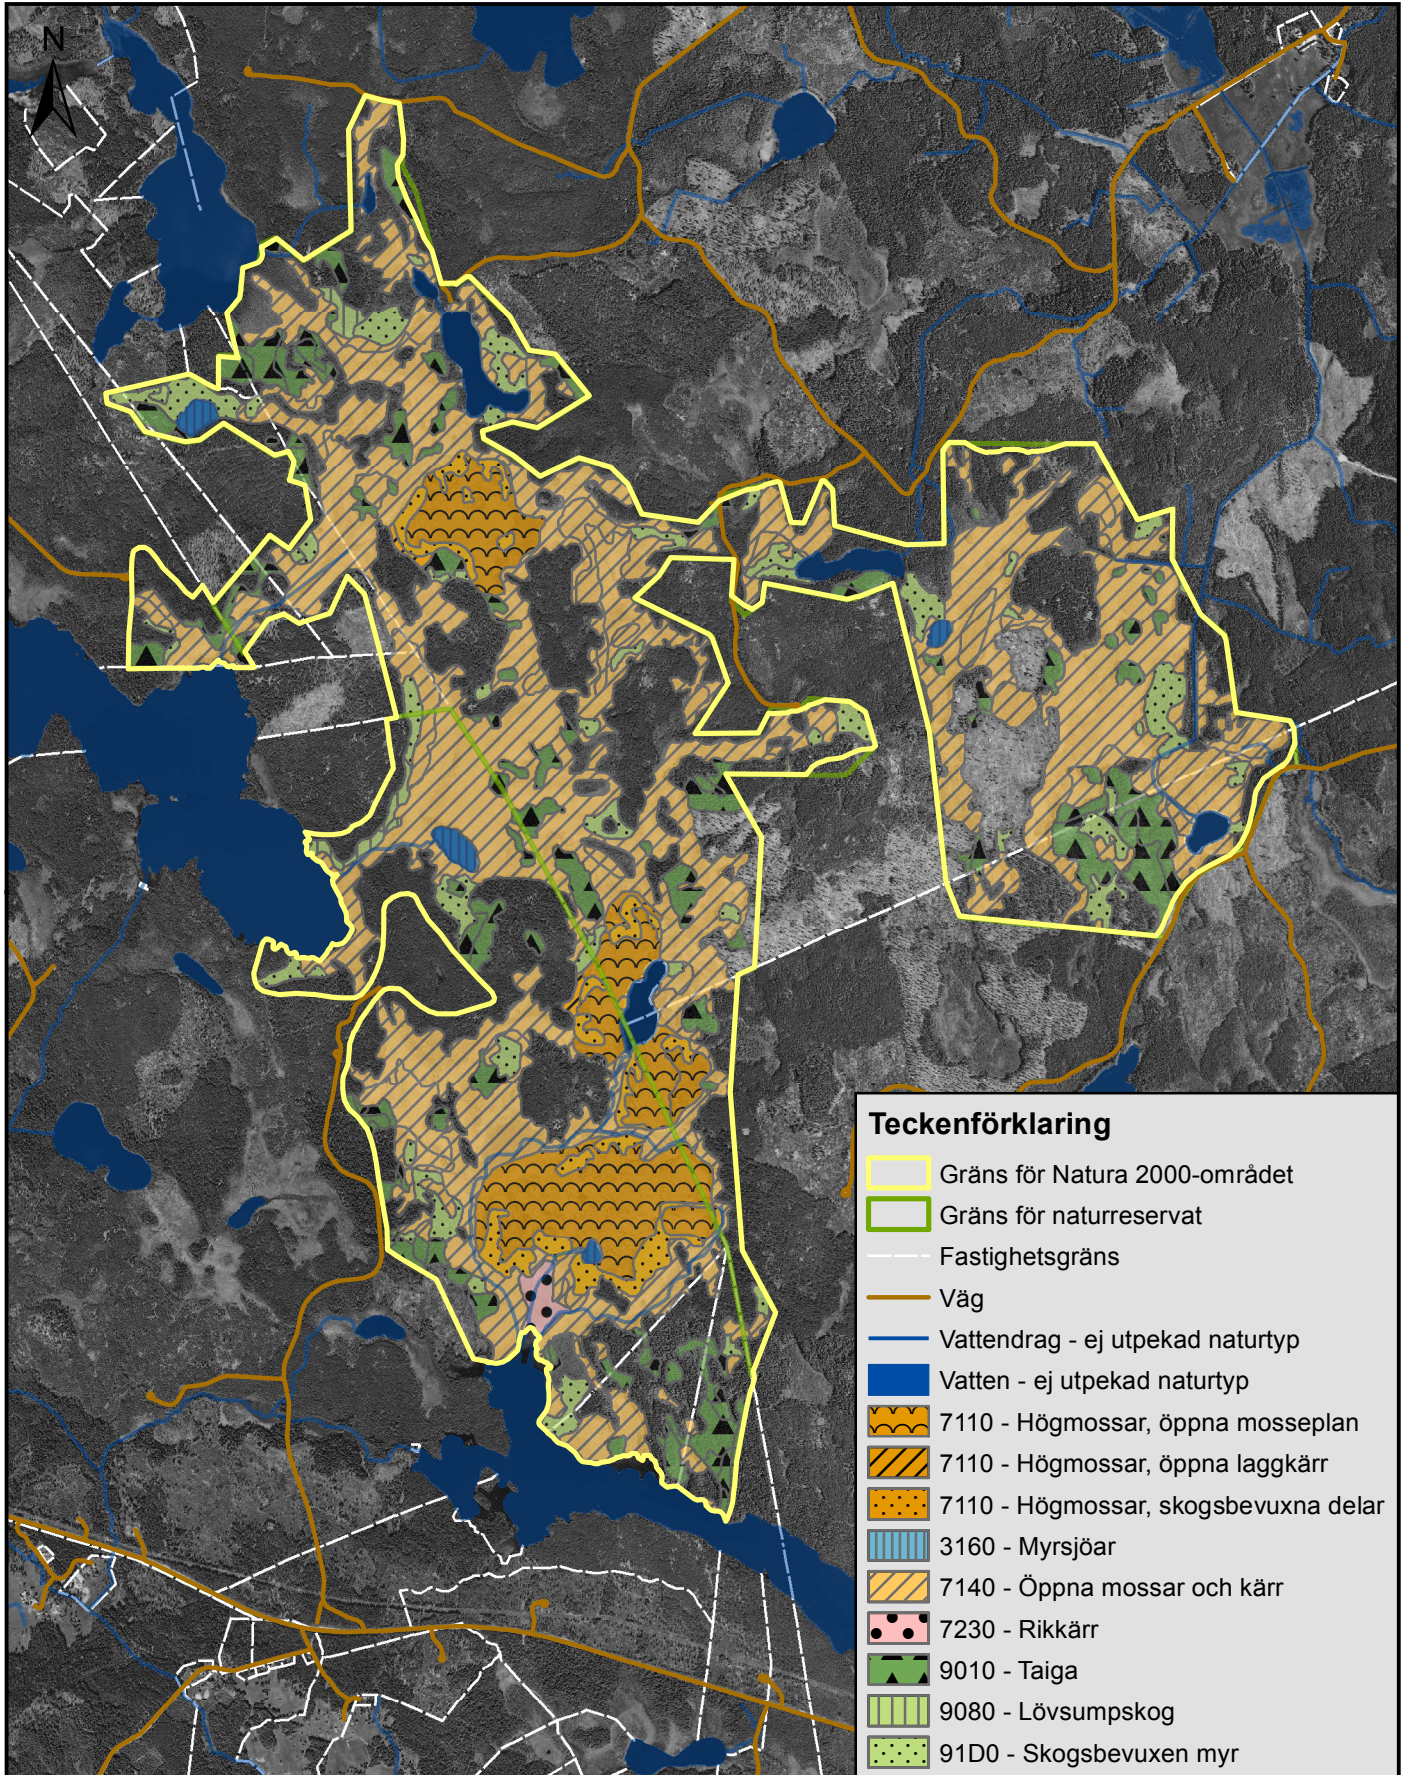 N
Teckenförklaring
Gräns för Natura 2000-området
Gräns för naturreservat
Fastighetsgräns
Väg
Vattendrag - ej utpekad naturtyp
Vatten - ej utpekad naturtyp
7110 - Högmossar, öppna mosseplan
7110 - Högmossar, öppna laggkärr
7110 - Högmossar, skogsbevuxna delar
3160 - Myrsjöar
7140 - Öppna mossar och kärr
7230 - Rikkärr
9010 - Taiga
9080 - Lövsumpskog
91D0 - Skogsbevuxen myr